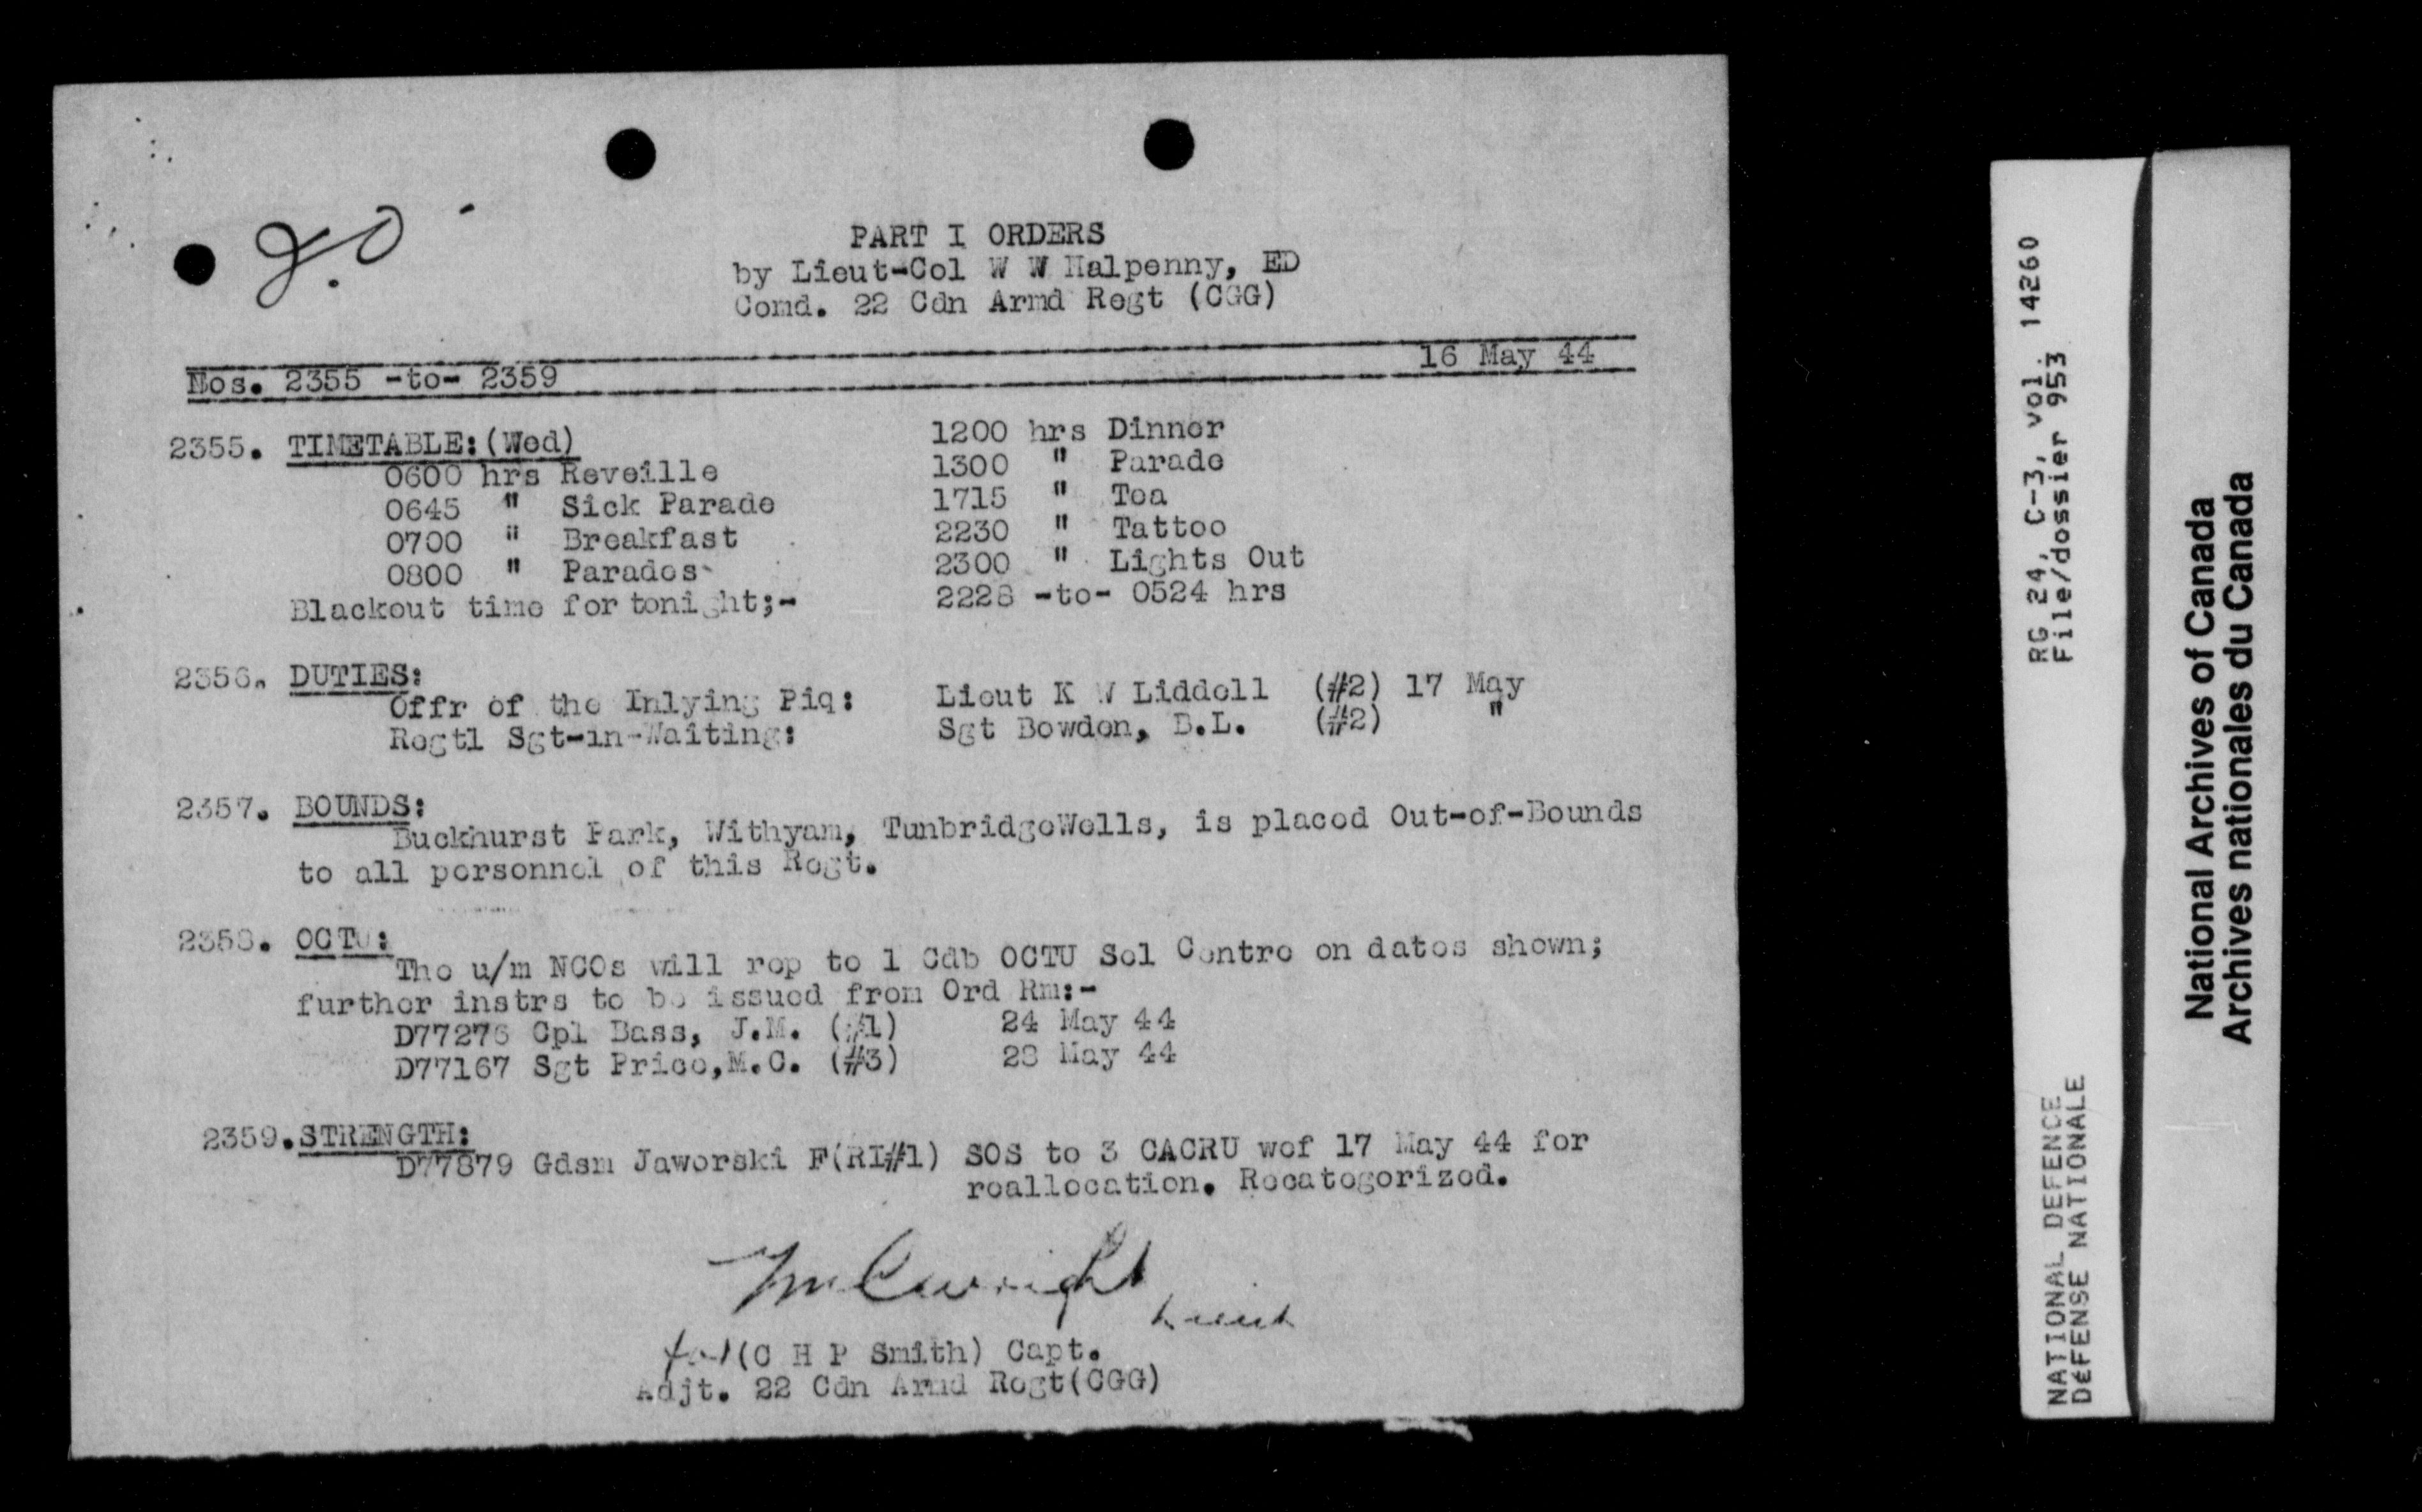 20
PART I ORDERS
by Lieut-Col W W Halpenny, ED
Comd. 22 Cdn Armd Regt (CGG)
Nos. 2355 -to- 2359 16 May 44
2355. TIMETABLE:(Wed) 1200 hrs Dinner
0600 hrs Reveille 1300 " Parade
0645 " Sick Parade 1715 " Tea
0700 " Breakfast 2230 " Tattoo
0800 " Parades 2300 " Lights Out
Blackout time for tonight;- 2228 -to- 0524 hrs
2356. DUTIES:
Offr of the Inlying Piq: Lieut K W Liddell (#2) 17 May
Regtl Sgt-in-Waiting: Sgt Bowden, B.L. (#2) "
2357. BOUNDS:
Buckhurst Park, Withyam, TunbridgeWells, is placed Out-of-Bounds
to all personnel of this Regt.
2358. OCTU:
The u/m NCOs will rep to 1 Cdb OCTU Sel Centre on dates shown;
further instrs to be issued from Ord Rm:-
D77276 Cpl Bass, J.M. (#1) 24 May 44
D77167 Sgt Price,M.C. (#3) 28 May 44
2359. STRENGTH:
D77879 Gdsm Jaworski F(RI#1) SOS to 3 CACRU wef 17 May 44 for
reallocation. Recategorized.
Lieut
for (C H P Smith) Capt.
Adjt. 22 Cdn Armd Regt(CGG)
RG 24, C-3, vol. 14260
File/dossier 953
NATIONAL DEFENCE
DEFENSE NATIONALE
National Archives of Canada
Archives nationales du Canada